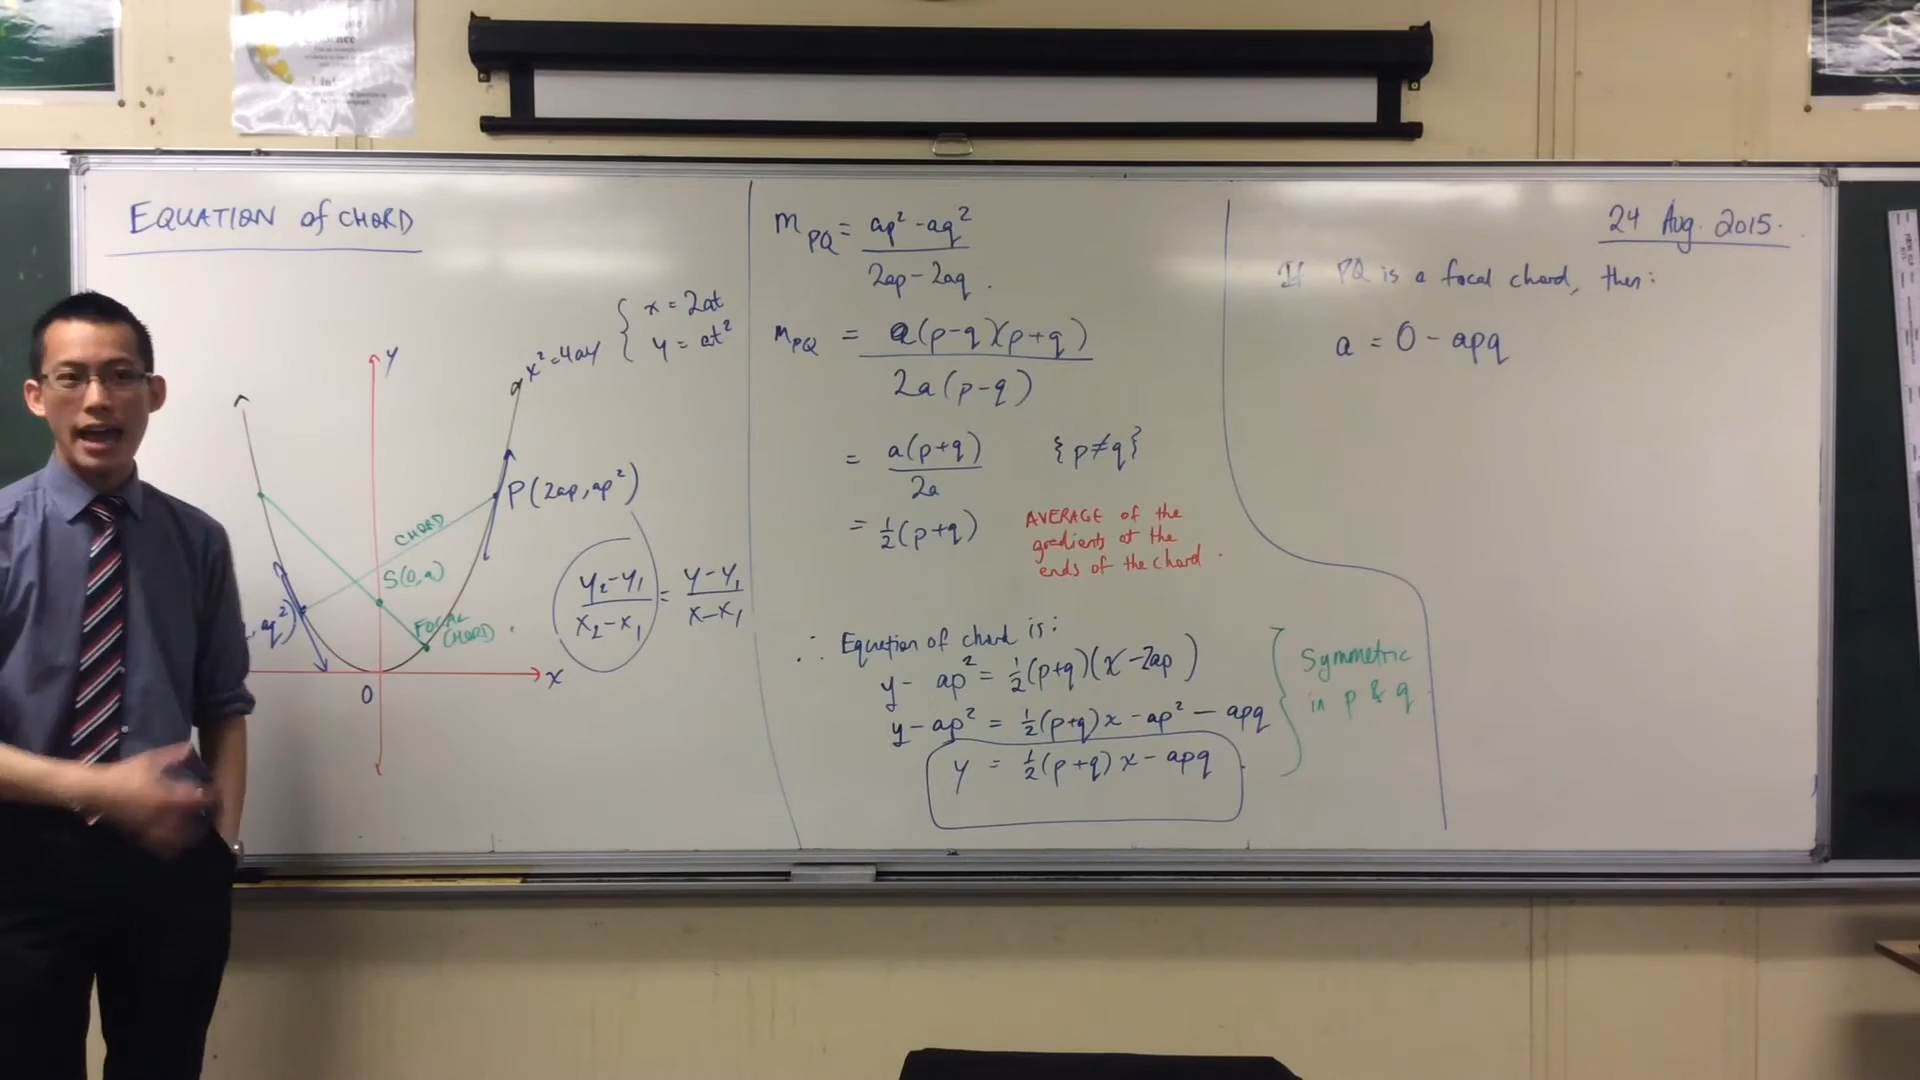 EQUATION of CHORD
x = 2at
y = at²
x² = 4ay
y
P(2ap, ap²)
CHORD
S(0, a)
FOCAL
CHORD
, aq²)
x
0
y₂-y₁ / x₂-x₁ = y-y₁ / x-x₁
m_PQ = ap² - aq² / 2ap - 2aq.
m_PQ = a(p-q)(p+q) / 2a(p-q)
= a(p+q) / 2a {p≠q}
= ½(p+q)
AVERAGE of the
gradients at the
ends of the chord.
∴ Equation of chord is:
y - ap² = ½(p+q)(x-2ap)
y - ap² = ½(p+q)x - ap² - apq
y = ½(p+q)x - apq
Symmetric
in p & q
24 Aug. 2015.
If PQ is a focal chord, then:
a = 0 - apq